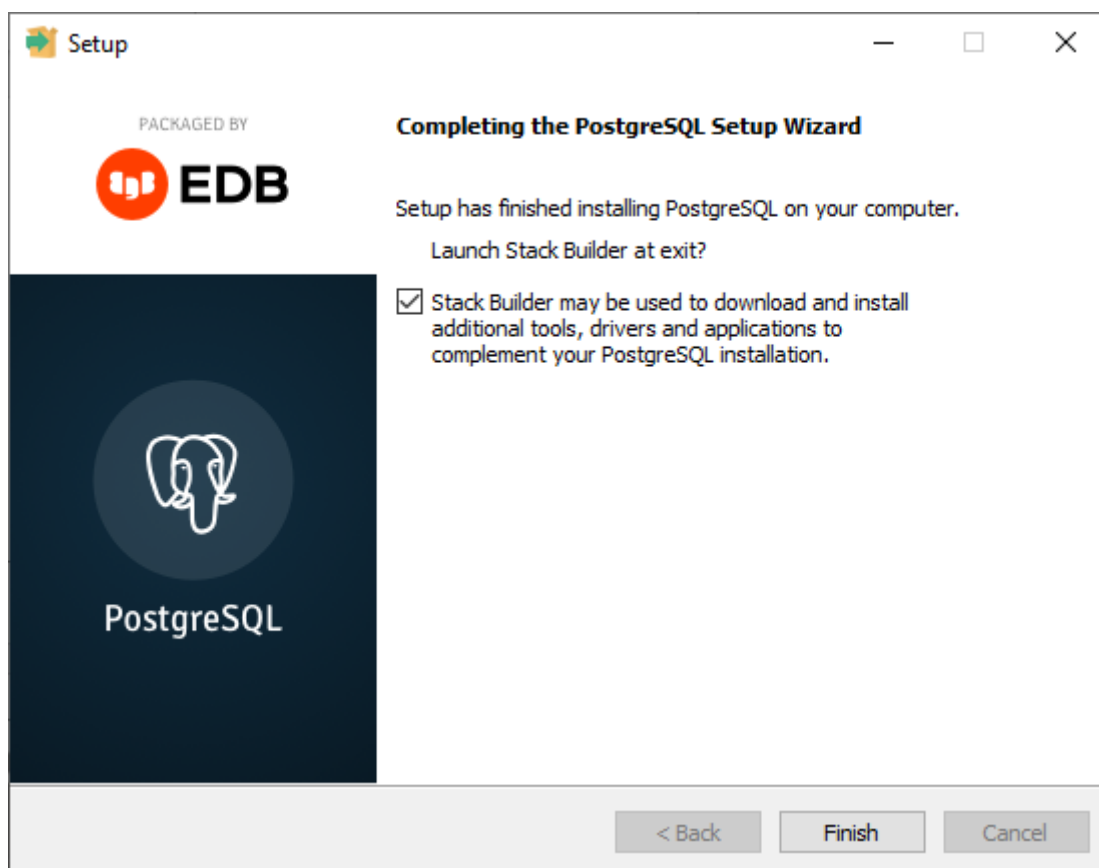 Setup
PACKAGED BY
EDB
Completing the PostgreSQL Setup Wizard
Setup has finished installing PostgreSQL on your computer.
Launch Stack Builder at exit?
Stack Builder may be used to download and install
additional tools, drivers and applications to
complement your PostgreSQL installation.
PostgreSQL
< Back
Finish
Cancel